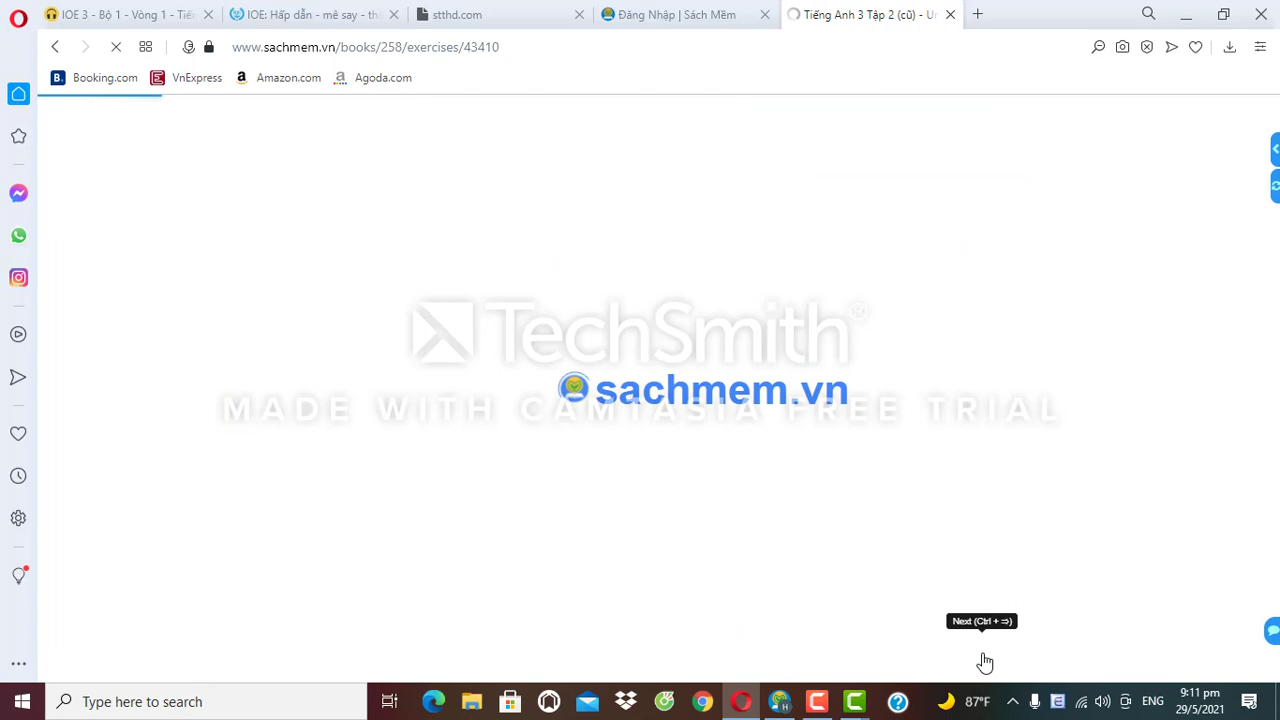 IOE 3 - Bộ 1 - Vòng 1 - Tiế
IOE: Hấp dẫn - mê say - th
stthd.com
Đăng Nhập | Sách Mềm
Tiếng Anh 3 Tập 2 (cũ) - Ur
www.sachmem.vn/books/258/exercises/43410
B. Booking.com
E VnExpress
a Amazon.com
a Agoda.com
TechSmith®
sachmem.vn
MADE WITH CAMTASIA FREE TRIAL
Next (Ctrl + ⇒)
Type here to search
87°F
ENG
9:11 pm
29/5/2021